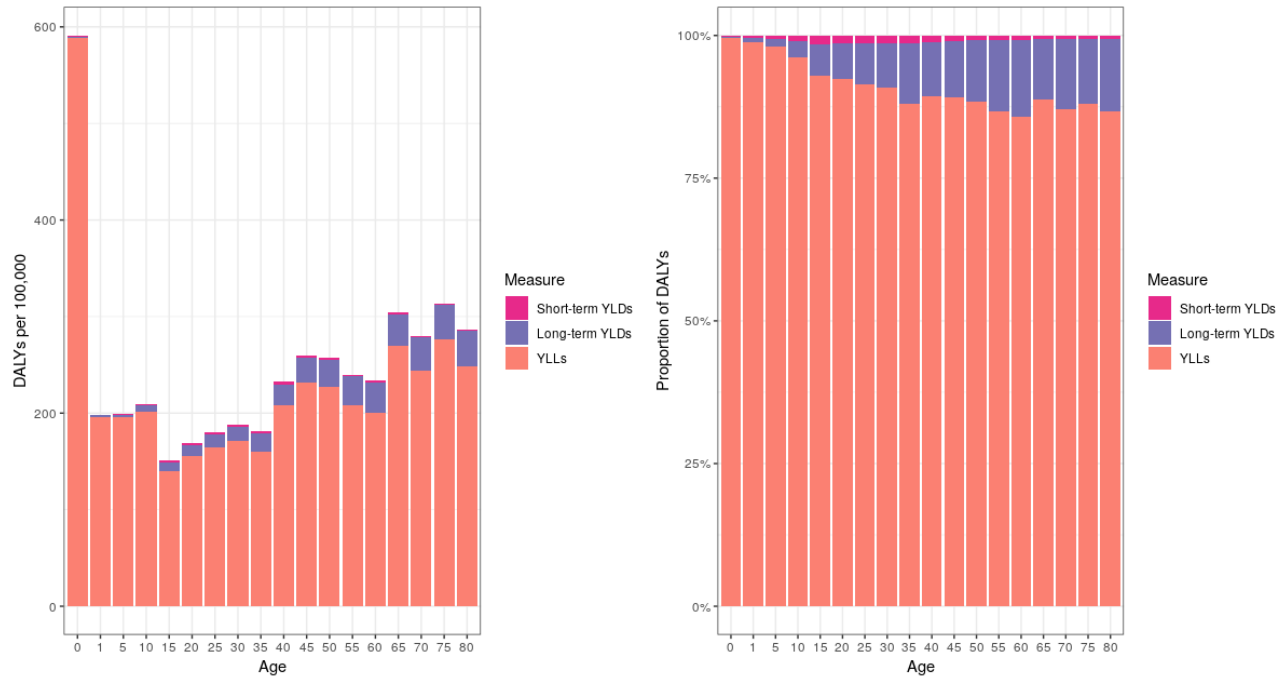 DALYs per 100,000
600
400
200
0
0 1 5 10 15 20 25 30 35 40 45 50 55 60 65 70 75 80
Age
Measure
Short-term YLDs
Long-term YLDs
YLLs
Proportion of DALYs
100%
75%
50%
25%
0%
0 1 5 10 15 20 25 30 35 40 45 50 55 60 65 70 75 80
Age
Measure
Short-term YLDs
Long-term YLDs
YLLs